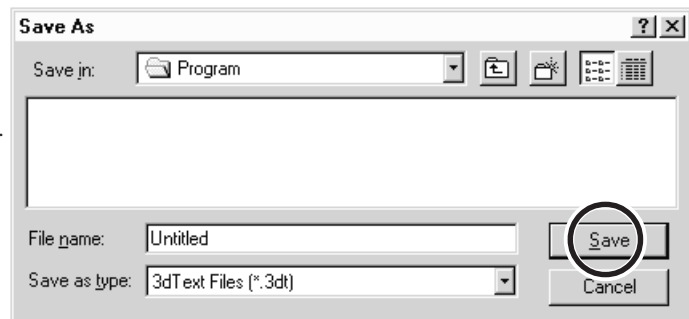 Save As
Save in: Program
File name: Untitled Save
Save as type: 3dText Files (*.3dt) Cancel